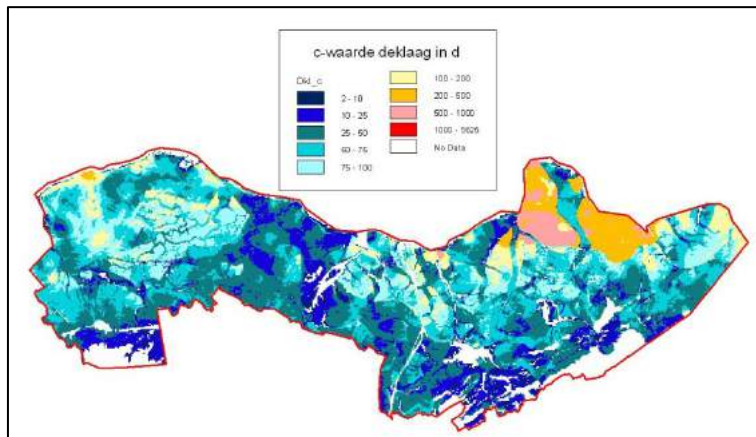 c-waarde deklaag in d
Dkl_c
2 - 10
10 - 25
25 - 50
50 - 75
75 - 100
100 - 200
200 - 500
500 - 1000
1000 - 5626
No Data